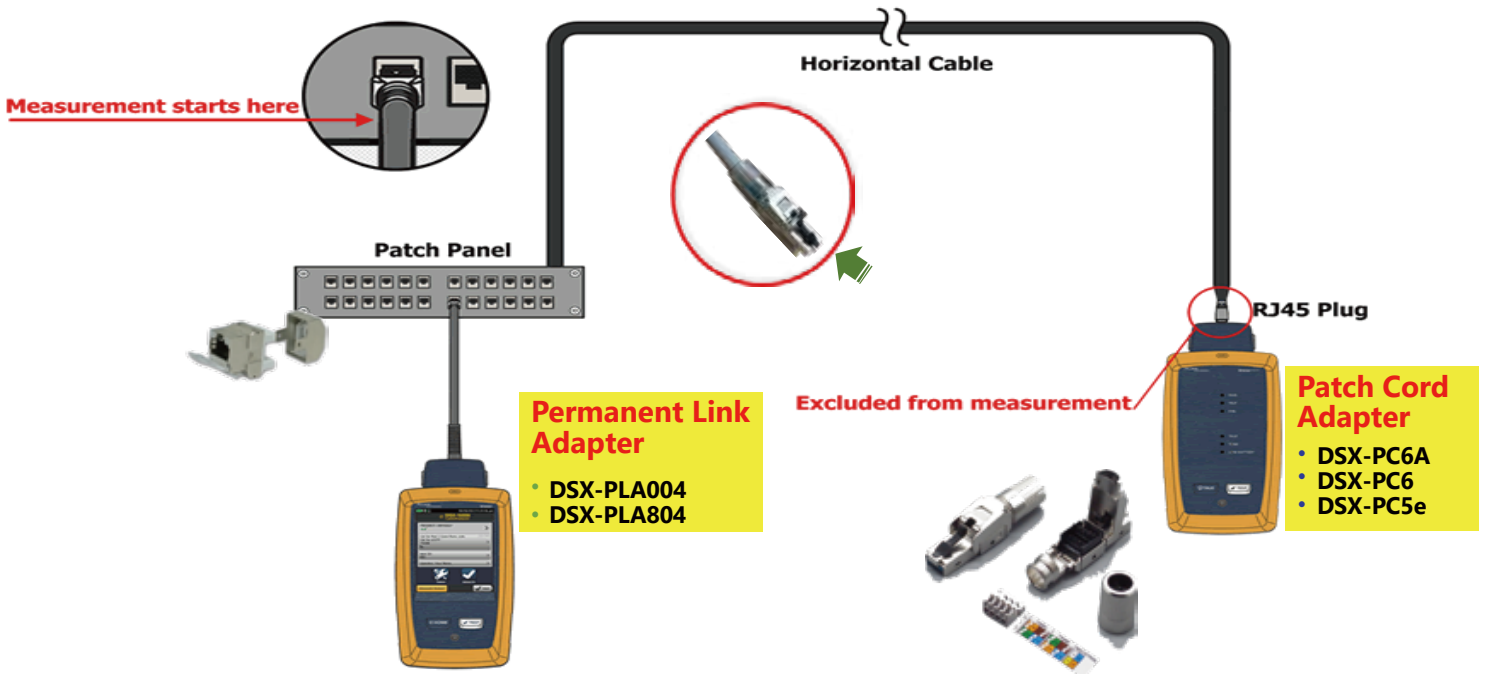 Horizontal Cable
Measurement starts here
Patch Panel
RJ45 Plug
Excluded from measurement
Permanent Link
Adapter
• DSX-PLA004
• DSX-PLA804
Patch Cord
Adapter
• DSX-PC6A
• DSX-PC6
• DSX-PC5e